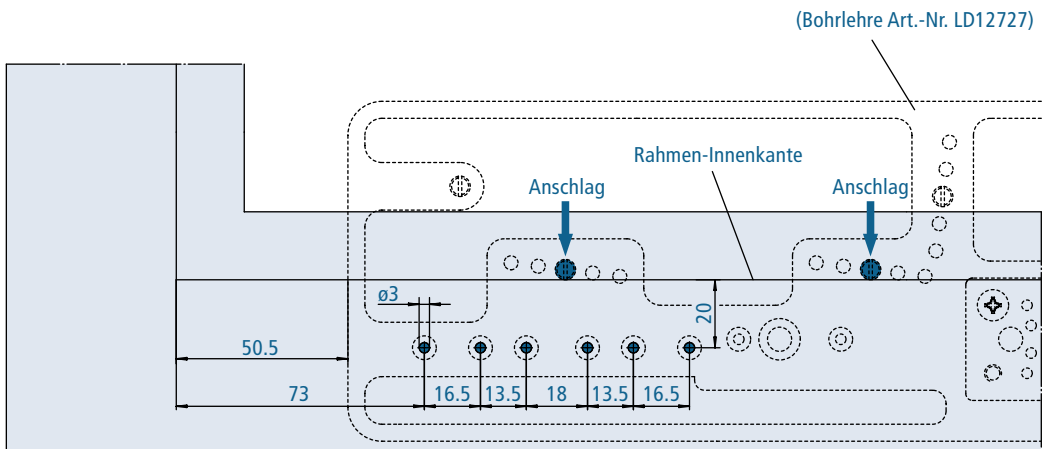 (Bohrlehre Art.-Nr. LD12727)
Rahmen-Innenkante
Anschlag
Anschlag
ø3
20
50.5
73
16.5
13.5
18
13.5
16.5